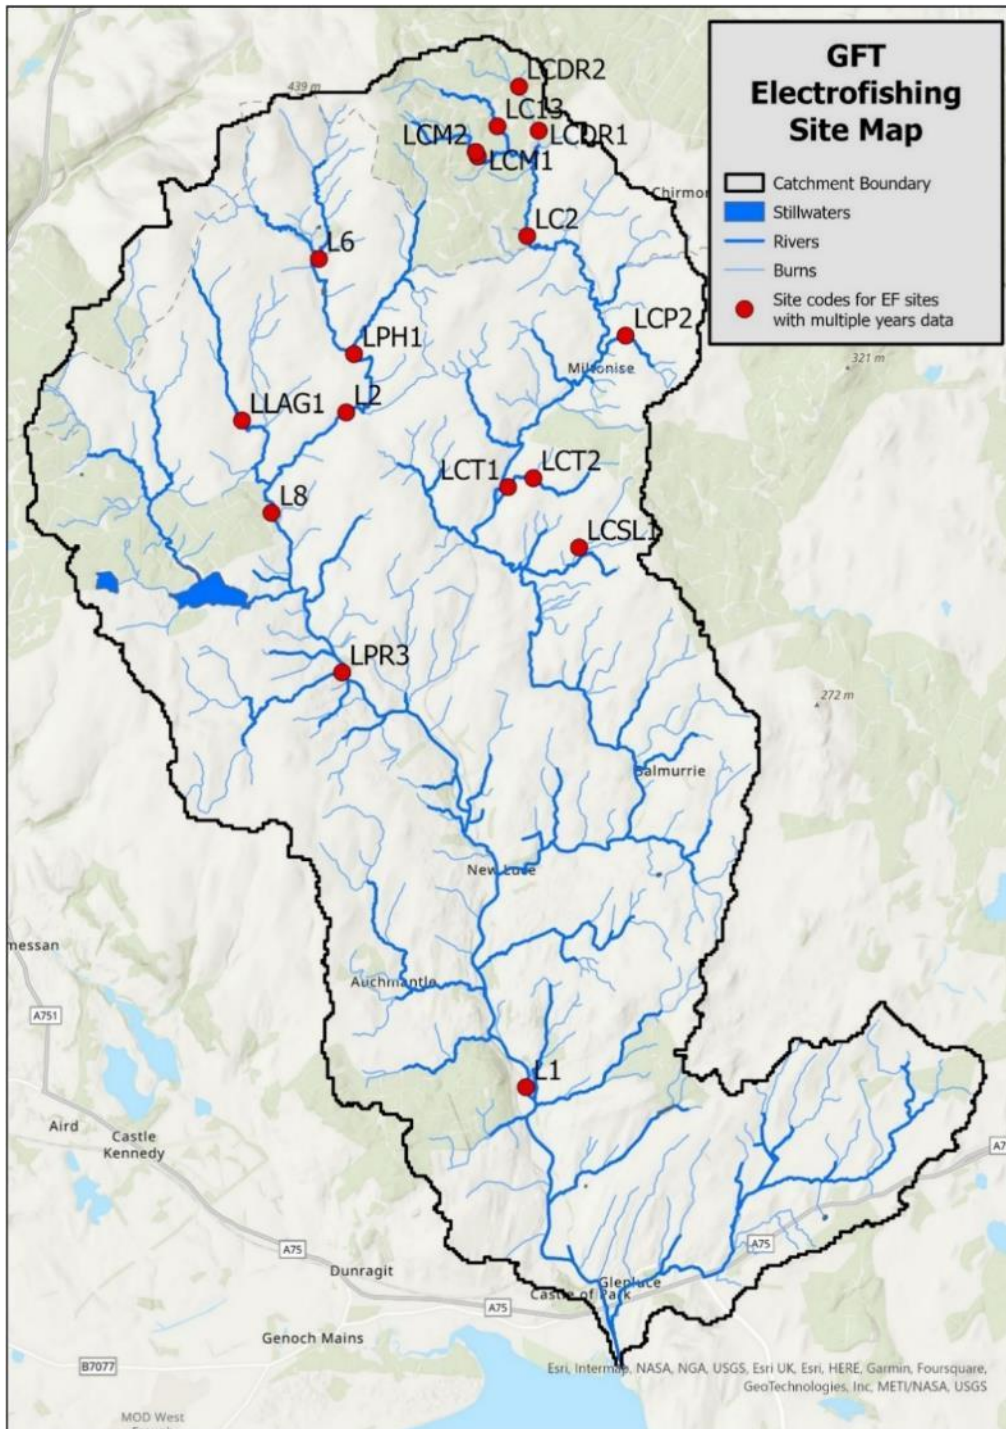 GFT
Electrofishing
Site Map
Catchment Boundary
Stillwaters
Rivers
Burns
Site codes for EF sites
with multiple years data
439 m
LCDR2
LC13
LCM2
LCDR1
LCM1
Chirmor
LC2
L6
LCP2
LPH1
321 m
Miltonise
L2
LLAG1
LCT2
LCT1
L8
LCSL1
LPR3
272 m
Balmurrie
New Luce
messan
Auchmantle
A751
L1
Aird
Castle
Kennedy
A7
A75
A75
Dunragit
Glenluce
Castle of Park
A75
Genoch Mains
B7077
Esri, Intermap, NASA, NGA, USGS, Esri UK, Esri, HERE, Garmin, Foursquare,
GeoTechnologies, Inc, METI/NASA, USGS
MOD West